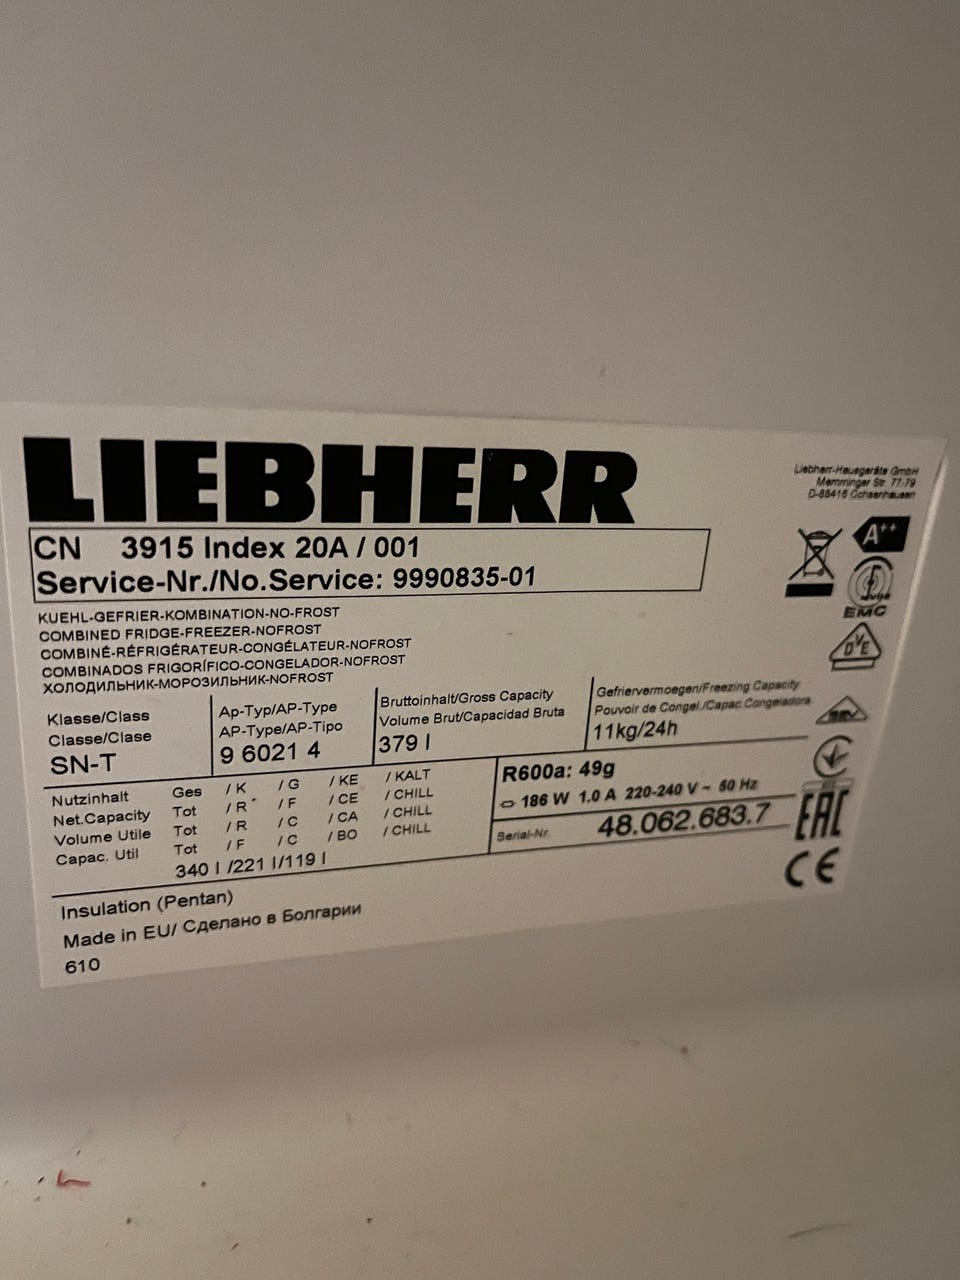 LIEBHERR
Liebherr-Hausgeräte GmbH
Memminger Str. 77-79
D-88416 Ochsenhausen
CN 3915 Index 20A / 001
Service-Nr./No.Service: 9990835-01
A++
EMC
DVE
KUEHL-GEFRIER-KOMBINATION-NO-FROST
COMBINED FRIDGE-FREEZER-NOFROST
COMBINÉ-RÉFRIGÉRATEUR-CONGÉLATEUR-NOFROST
COMBINADOS FRIGORÍFICO-CONGELADOR-NOFROST
ХОЛОДИЛЬНИК-МОРОЗИЛЬНИК-NOFROST
Klasse/Class
Classe/Clase
SN-T
Ap-Typ/AP-Type
AP-Type/AP-Tipo
9 6021 4
Bruttoinhalt/Gross Capacity
Volume Brut/Capacidad Bruta
379 l
Gefriervermoegen/Freezing Capacity
Pouvoir de Congel./Capac.Congeladora
11kg/24h
Nutzinhalt Ges / K / G / KE / KALT
Net.Capacity Tot / R / F / CE / CHILL
Volume Utile Tot / R / C / CA / CHILL
Capac. Util Tot / F / C / BO / CHILL
340 l /221 l/119 l
R600a: 49g
186 W 1.0 A 220-240 V ~ 50 Hz
Serial-Nr. 48.062.683.7
EAC
CE
Insulation (Pentan)
Made in EU/ Сделано в Болгарии
610